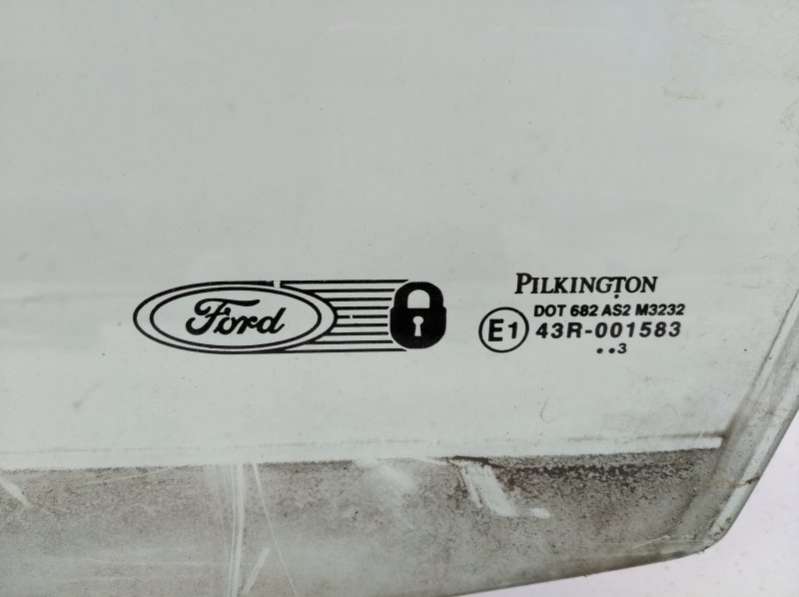 Ford
PILKINGTON
DOT 682 AS2 M3232
E1 43R-001583
..3